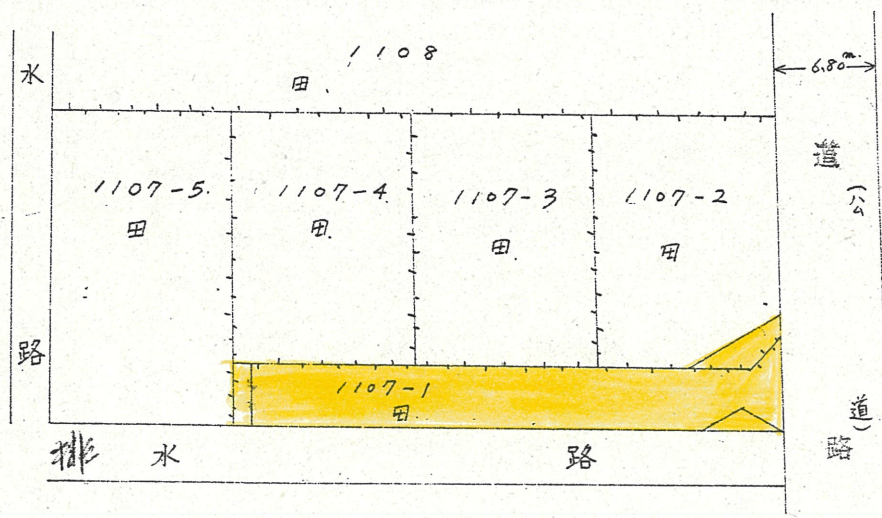 1108
田.
6.80m.
水
路
道
(公
道)
路
1107-5.
田
1107-4.
田.
1107-3
田.
1107-2
田
1107-1
田.
排水
路